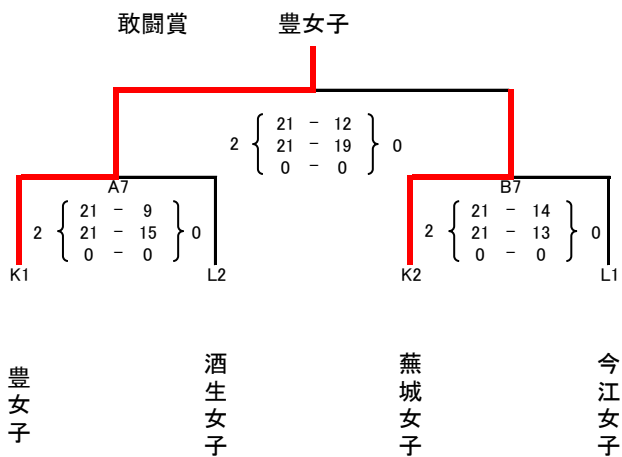 敢闘賞 豊女子
21 - 12
2 { 21 - 19 } 0
0 - 0
A7 B7
21 - 9 21 - 14
2 { 21 - 15 } 0 2 { 21 - 13 } 0
0 - 0 0 - 0
K1 L2 K2 L1
豊女子
酒生女子
蕪城女子
今江女子